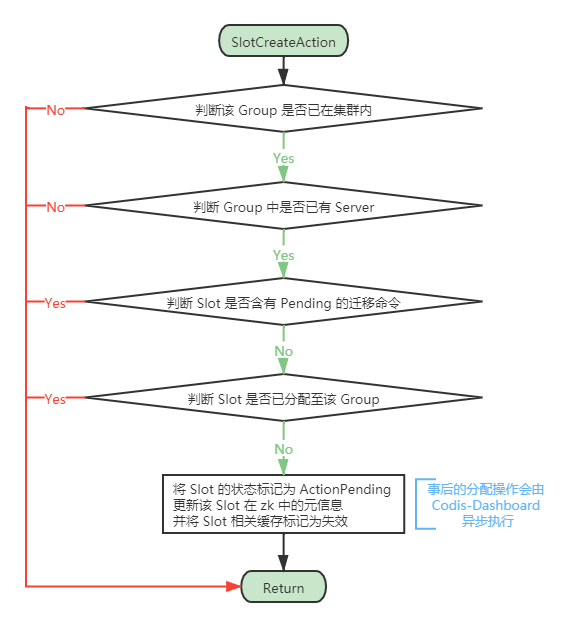 SlotCreateAction
判断该 Group 是否已在集群内
No
Yes
判断 Group 中是否已有 Server
No
Yes
判断 Slot 是否含有 Pending 的迁移命令
Yes
No
判断 Slot 是否已分配至该 Group
Yes
No
将 Slot 的状态标记为 ActionPending
更新该 Slot 在 zk 中的元信息
并将 Slot 相关缓存标记为失效
事后的分配操作会由
Codis-Dashboard
异步执行
Return